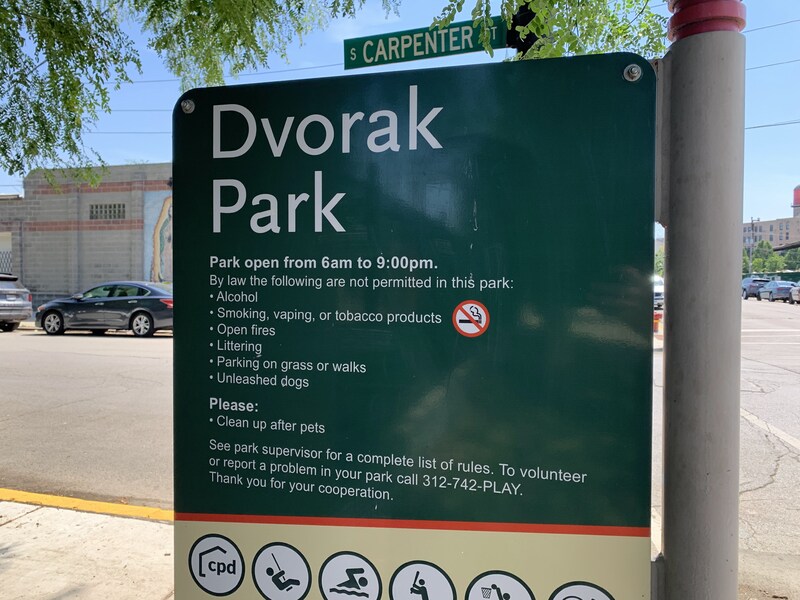 S CARPENTER ST
Dvorak
Park
Park open from 6am to 9:00pm.
By law the following are not permitted in this park:
• Alcohol
• Smoking, vaping, or tobacco products
• Open fires
• Littering
• Parking on grass or walks
• Unleashed dogs
Please:
• Clean up after pets
See park supervisor for a complete list of rules. To volunteer
or report a problem in your park call 312-742-PLAY.
Thank you for your cooperation.
cpd